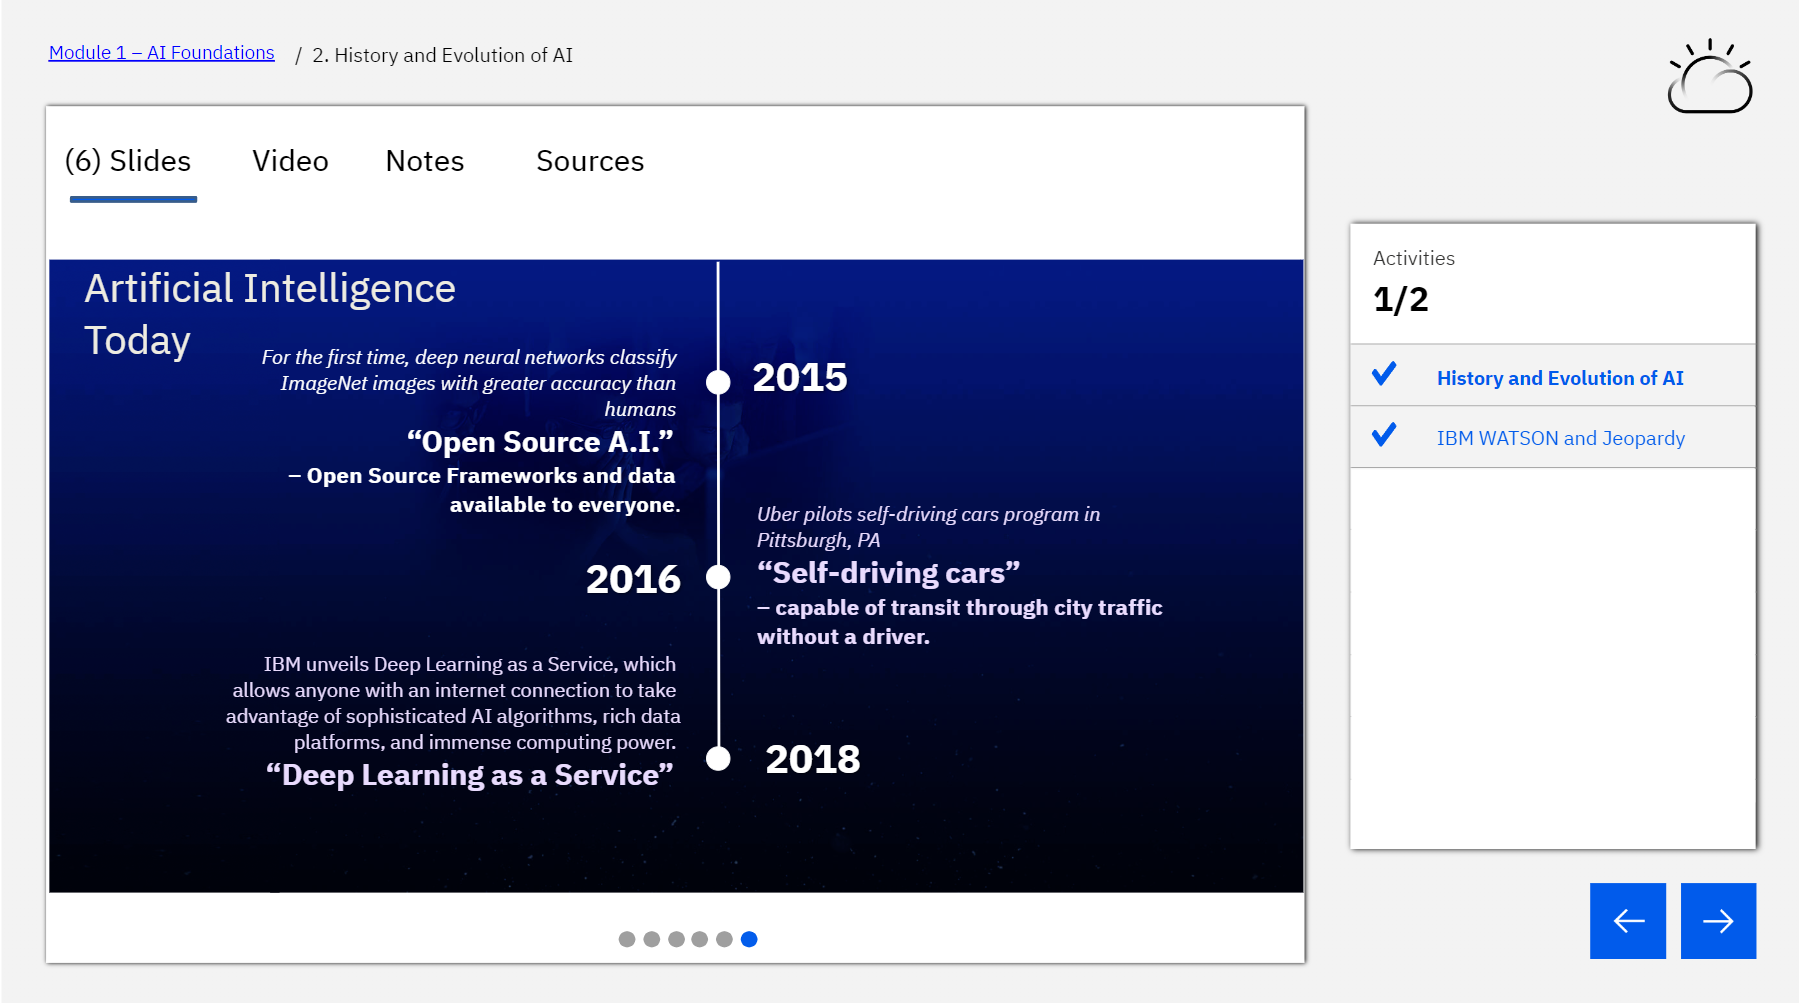 Module 1 – AI Foundations / 2. History and Evolution of AI
(6) Slides Video Notes Sources
Artificial Intelligence
Today
For the first time, deep neural networks classify
ImageNet images with greater accuracy than
humans
“Open Source A.I.”
– Open Source Frameworks and data
available to everyone.
2015
Uber pilots self-driving cars program in
Pittsburgh, PA
“Self-driving cars”
– capable of transit through city traffic
without a driver.
2016
IBM unveils Deep Learning as a Service, which
allows anyone with an internet connection to take
advantage of sophisticated AI algorithms, rich data
platforms, and immense computing power.
“Deep Learning as a Service”
2018
Activities
1/2
History and Evolution of AI
IBM WATSON and Jeopardy